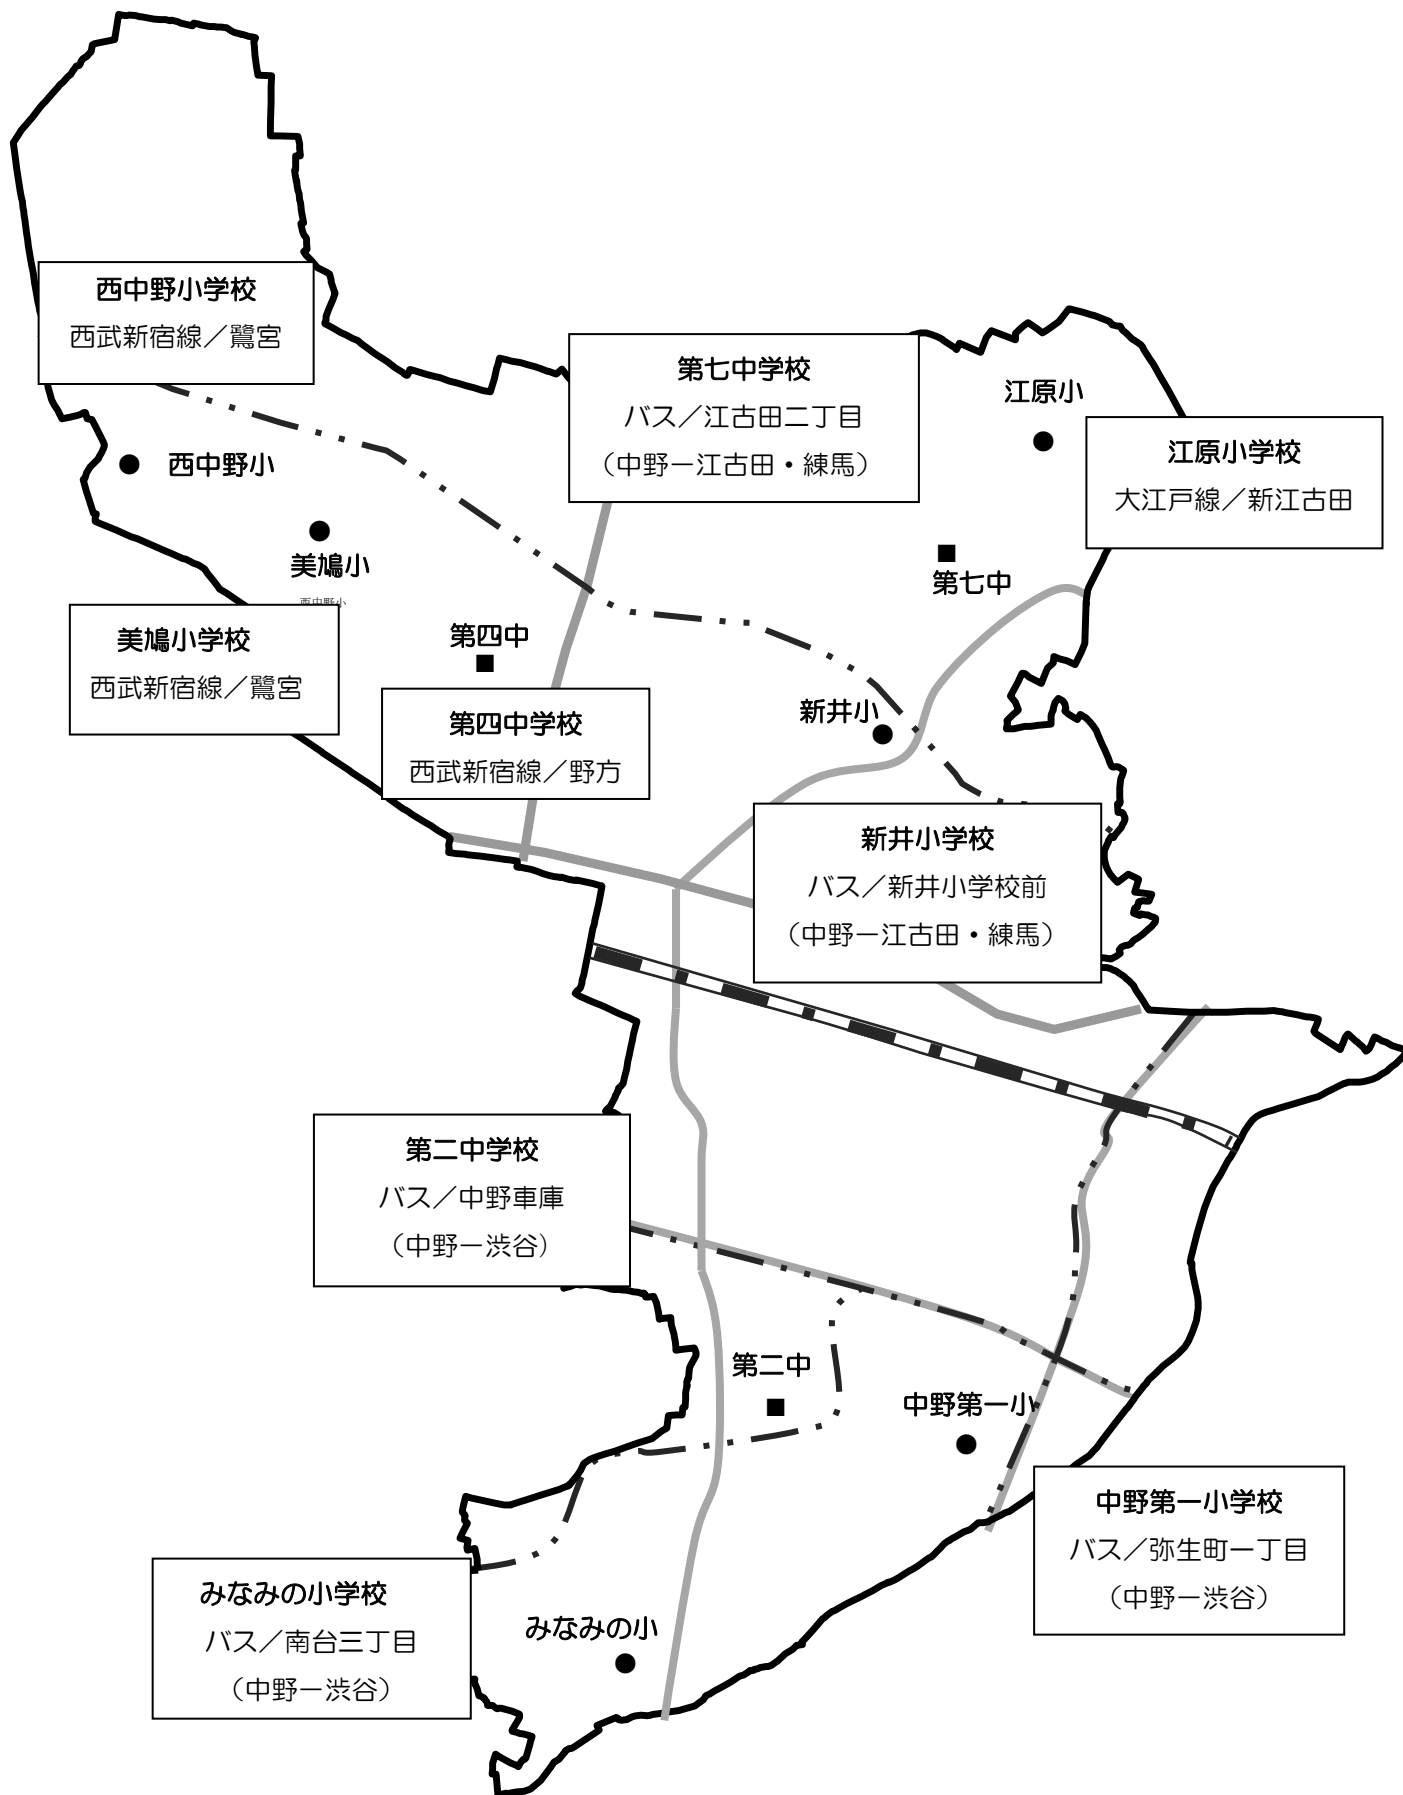 西中野小学校
西武新宿線／鷺宮
第七中学校
バス／江古田二丁目
（中野ー江古田・練馬）
江原小
江原小学校
大江戸線／新江古田
西中野小
美鳩小
西中野小
第七中
美鳩小学校
西武新宿線／鷺宮
第四中
第四中学校
西武新宿線／野方
新井小
新井小学校
バス／新井小学校前
（中野ー江古田・練馬）
第二中学校
バス／中野車庫
（中野ー渋谷）
第二中
中野第一小
中野第一小学校
バス／弥生町一丁目
（中野ー渋谷）
みなみの小学校
バス／南台三丁目
（中野ー渋谷）
みなみの小